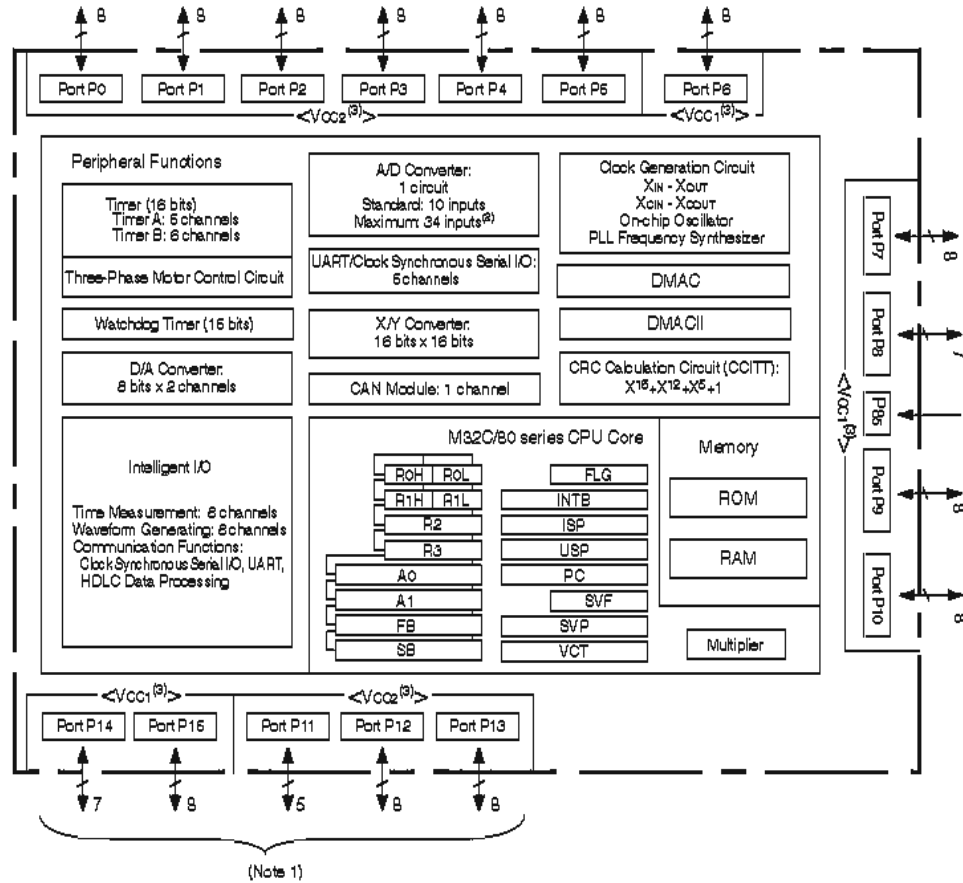 8 8 8 8 8 8 8
Port P0 Port P1 Port P2 Port P3 Port P4 Port P5 Port P6
<VCC2(3)> <VCC1(3)>
Peripheral Functions
Timer (16 bits)
Timer A: 5 channels
Timer B: 6 channels
Three-Phase Motor Control Circuit
Watchdog Timer (15 bits)
D/A Converter:
8 bits x 2 channels
Intelligent I/O
Time Measurement: 8 channels
Waveform Generating: 8 channels
Communication Functions:
Clock Synchronous Serial I/O, UART,
HDLC Data Processing
A/D Converter:
1 circuit
Standard: 10 inputs
Maximum: 34 inputs(2)
UART/Clock Synchronous Serial I/O:
5 channels
X/Y Converter:
16 bits x 16 bits
CAN Module: 1 channel
Clock Generation Circuit
XIN - XOUT
XCIN - XCOUT
On-chip Oscillator
PLL Frequency Synthesizer
DMAC
DMACII
CRC Calculation Circuit (CCITT):
X16+X12+X5+1
M32C/80 series CPU Core
R0H R0L
R1H R1L
R2
R3
A0
A1
FB
SB
FLG
INTB
ISP
USP
PC
SVF
SVP
VCT
Memory
ROM
RAM
Multiplier
<VCC1(3)>
Port P7 8
Port P8 7
P85
Port P9 8
Port P10 8
<VCC1(3)> <VCC2(3)>
Port P14 Port P15 Port P11 Port P12 Port P13
7 8 5 8 8
(Note 1)